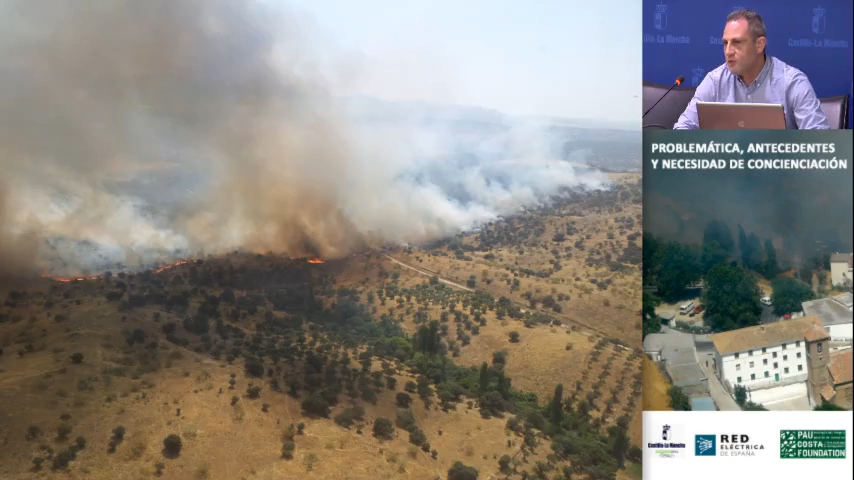 Castilla-La Mancha
Castilla-La Mancha
PROBLEMÁTICA, ANTECEDENTES
Y NECESIDAD DE CONCIENCIACIÓN
Castilla-La Mancha
RED
ELÉCTRICA
DE ESPAÑA
PAU
COSTA
FOUNDATION